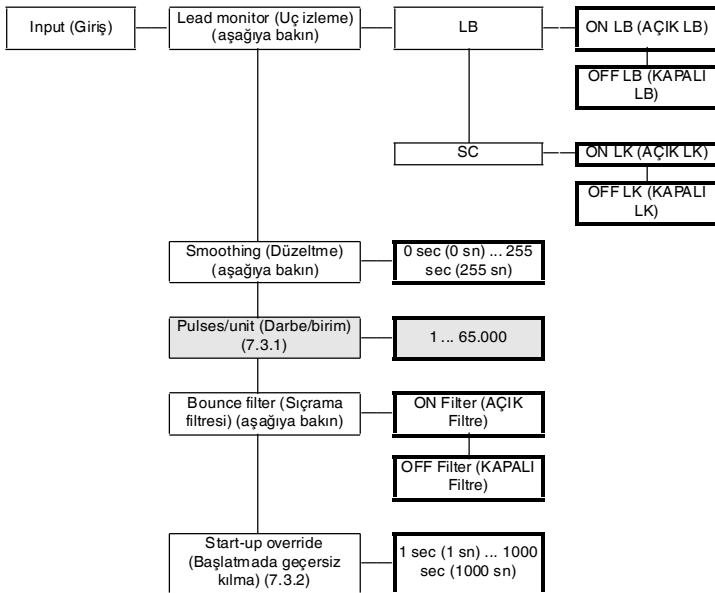 Input (Giriş)
Lead monitor (Uç izleme)
(aşağıya bakın)
LB
ON LB (AÇIK LB)
OFF LB (KAPALI
LB)
SC
ON LK (AÇIK LK)
OFF LK (KAPALI
LK)
Smoothing (Düzeltme)
(aşağıya bakın)
0 sec (0 sn) ... 255
sec (255 sn)
Pulses/unit (Darbe/birim)
(7.3.1)
1 ... 65.000
Bounce filter (Sıçrama
filtresi) (aşağıya bakın)
ON Filter (AÇIK
Filtre)
OFF Filter (KAPALI
Filtre)
Start-up override
(Başlatmada geçersiz
kılma) (7.3.2)
1 sec (1 sn) ... 1000
sec (1000 sn)